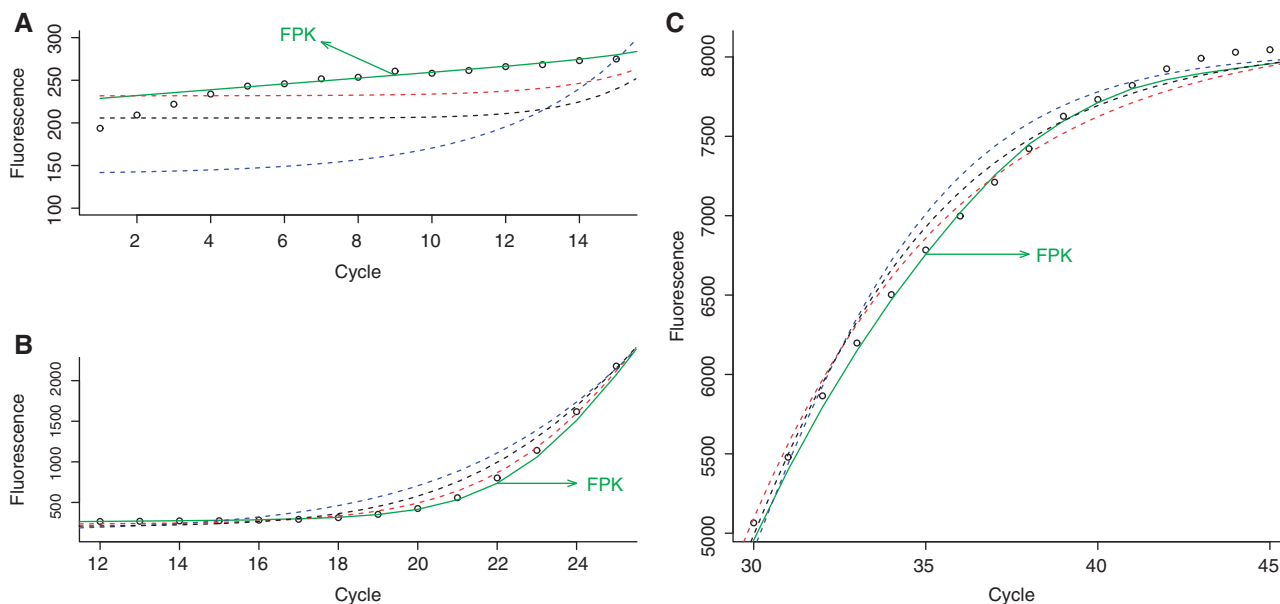 A
Fluorescence
100 150 200 250 300
FPK
2 4 6 8 10 12 14
Cycle
B
Fluorescence
500 1000 1500 2000
FPK
12 14 16 18 20 22 24
Cycle
C
Fluorescence
5000 5500 6000 6500 7000 7500 8000
FPK
30 35 40 45
Cycle